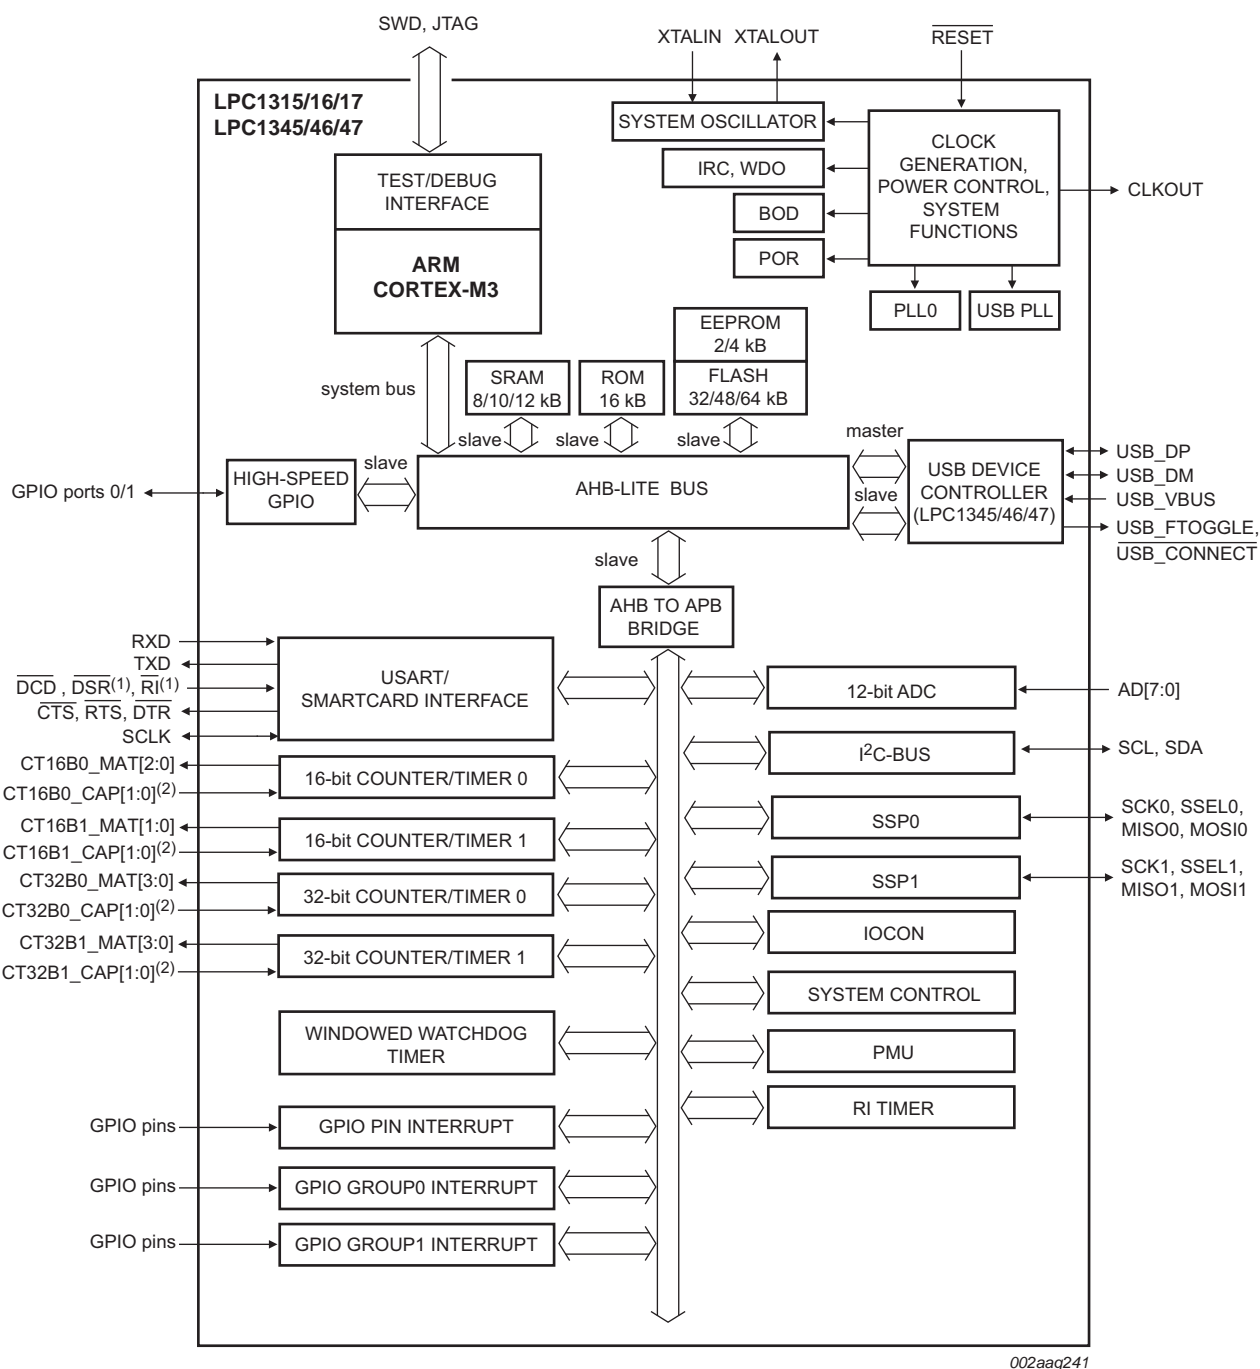 SWD, JTAG
XTALIN XTALOUT
RESET
LPC1315/16/17
LPC1345/46/47
SYSTEM OSCILLATOR
IRC, WDO
BOD
POR
CLOCK
GENERATION,
POWER CONTROL,
SYSTEM
FUNCTIONS
CLKOUT
PLL0
USB PLL
TEST/DEBUG
INTERFACE
ARM
CORTEX-M3
system bus
SRAM
8/10/12 kB
ROM
16 kB
EEPROM
2/4 kB
FLASH
32/48/64 kB
slave
slave
slave
master
slave
slave
GPIO ports 0/1
HIGH-SPEED
GPIO
AHB-LITE BUS
USB DEVICE
CONTROLLER
(LPC1345/46/47)
USB_DP
USB_DM
USB_VBUS
USB_FTOGGLE,
USB_CONNECT
slave
AHB TO APB
BRIDGE
RXD
TXD
DCD , DSR(1), RI(1)
CTS, RTS, DTR
SCLK
USART/
SMARTCARD INTERFACE
CT16B0_MAT[2:0]
CT16B0_CAP[1:0](2)
16-bit COUNTER/TIMER 0
CT16B1_MAT[1:0]
CT16B1_CAP[1:0](2)
16-bit COUNTER/TIMER 1
CT32B0_MAT[3:0]
CT32B0_CAP[1:0](2)
32-bit COUNTER/TIMER 0
CT32B1_MAT[3:0]
CT32B1_CAP[1:0](2)
32-bit COUNTER/TIMER 1
WINDOWED WATCHDOG
TIMER
GPIO pins
GPIO PIN INTERRUPT
GPIO pins
GPIO GROUP0 INTERRUPT
GPIO pins
GPIO GROUP1 INTERRUPT
12-bit ADC
AD[7:0]
I2C-BUS
SCL, SDA
SSP0
SCK0, SSEL0,
MISO0, MOSI0
SSP1
SCK1, SSEL1,
MISO1, MOSI1
IOCON
SYSTEM CONTROL
PMU
RI TIMER
002aag241